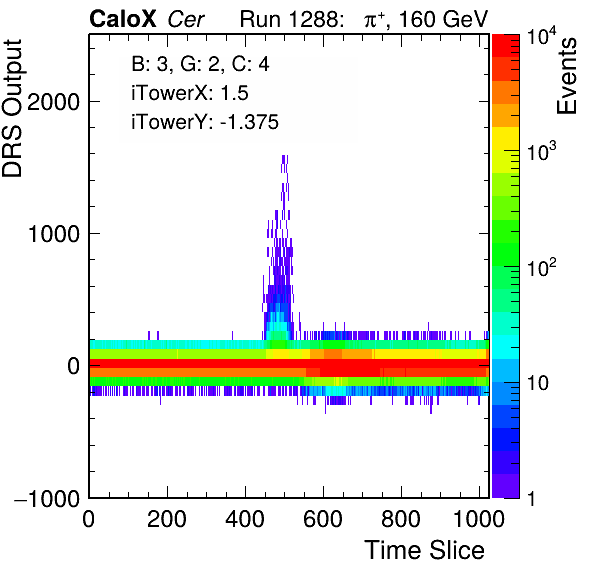 CaloX Cer Run 1288: π⁺, 160 GeV
B: 3, G: 2, C: 4
iTowerX: 1.5
iTowerY: -1.375
DRS Output
2000
1000
0
−1000
0 200 400 600 800 1000
Time Slice
Events
10⁴
10³
10²
10
1